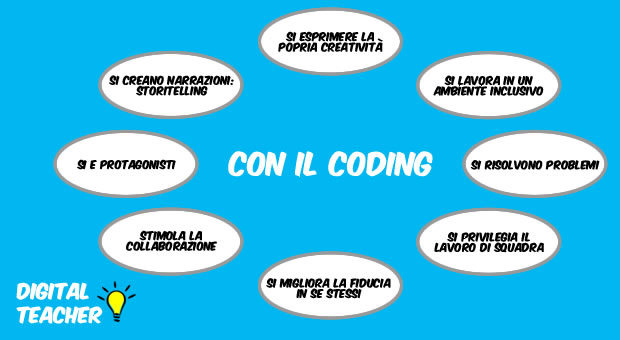 SI ESPRIMERE LA
POPRIA CREATIVITÀ
SI CREANO NARRAZIONI:
STORITELLING
SI LAVORA IN UN
AMBIENTE INCLUSIVO
SI E PROTAGONISTI
CON IL CODING
SI RISOLVONO PROBLEMI
STIMOLA LA
COLLABORAZIONE
SI PRIVILEGIA IL
LAVORO DI SQUADRA
SI MIGLIORA LA FIDUCIA
IN SE STESSI
DIGITAL
TEACHER